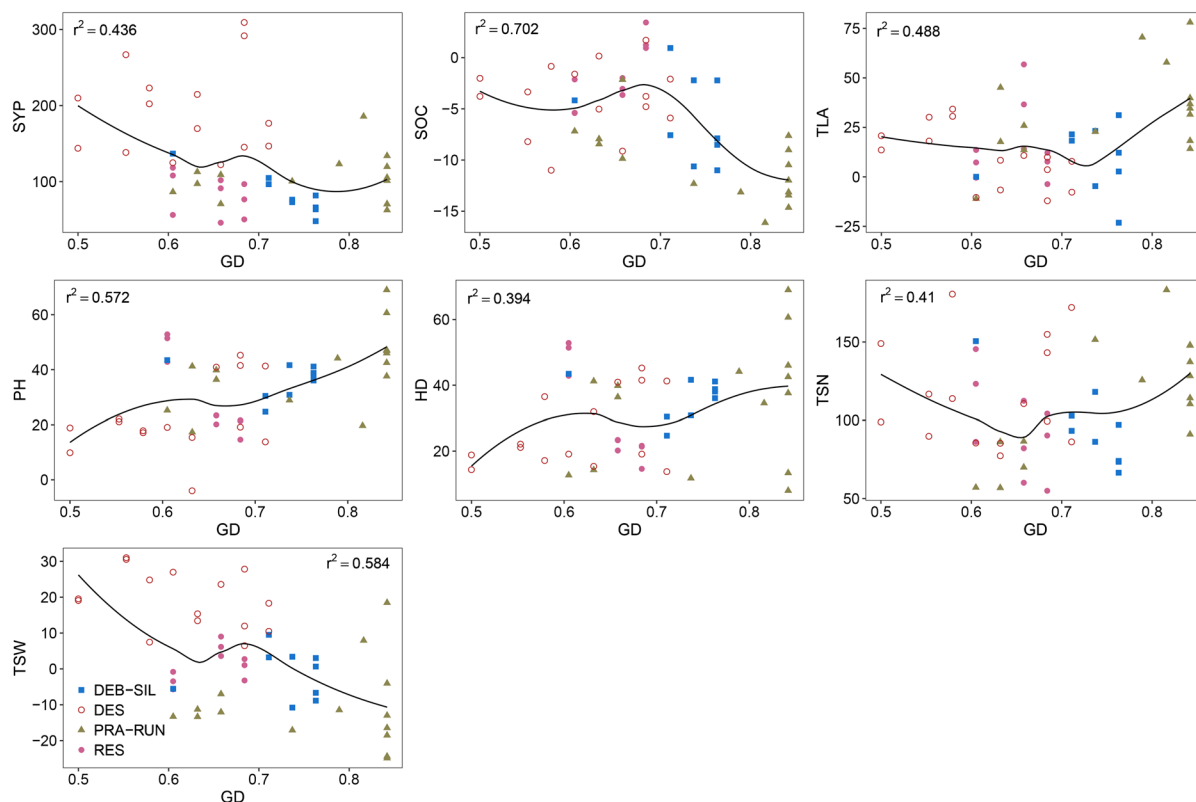 r² = 0.436
300
200
100
SYP
0.5 0.6 0.7 0.8
GD
r² = 0.702
0
−5
−10
−15
SOC
0.5 0.6 0.7 0.8
GD
r² = 0.488
75
50
25
0
−25
TLA
0.5 0.6 0.7 0.8
GD
r² = 0.572
60
40
20
0
PH
0.5 0.6 0.7 0.8
GD
r² = 0.394
60
40
20
HD
0.5 0.6 0.7 0.8
GD
r² = 0.41
150
100
50
TSN
0.5 0.6 0.7 0.8
GD
r² = 0.584
30
20
10
0
−10
−20
TSW
DEB−SIL
DES
PRA−RUN
RES
0.5 0.6 0.7 0.8
GD